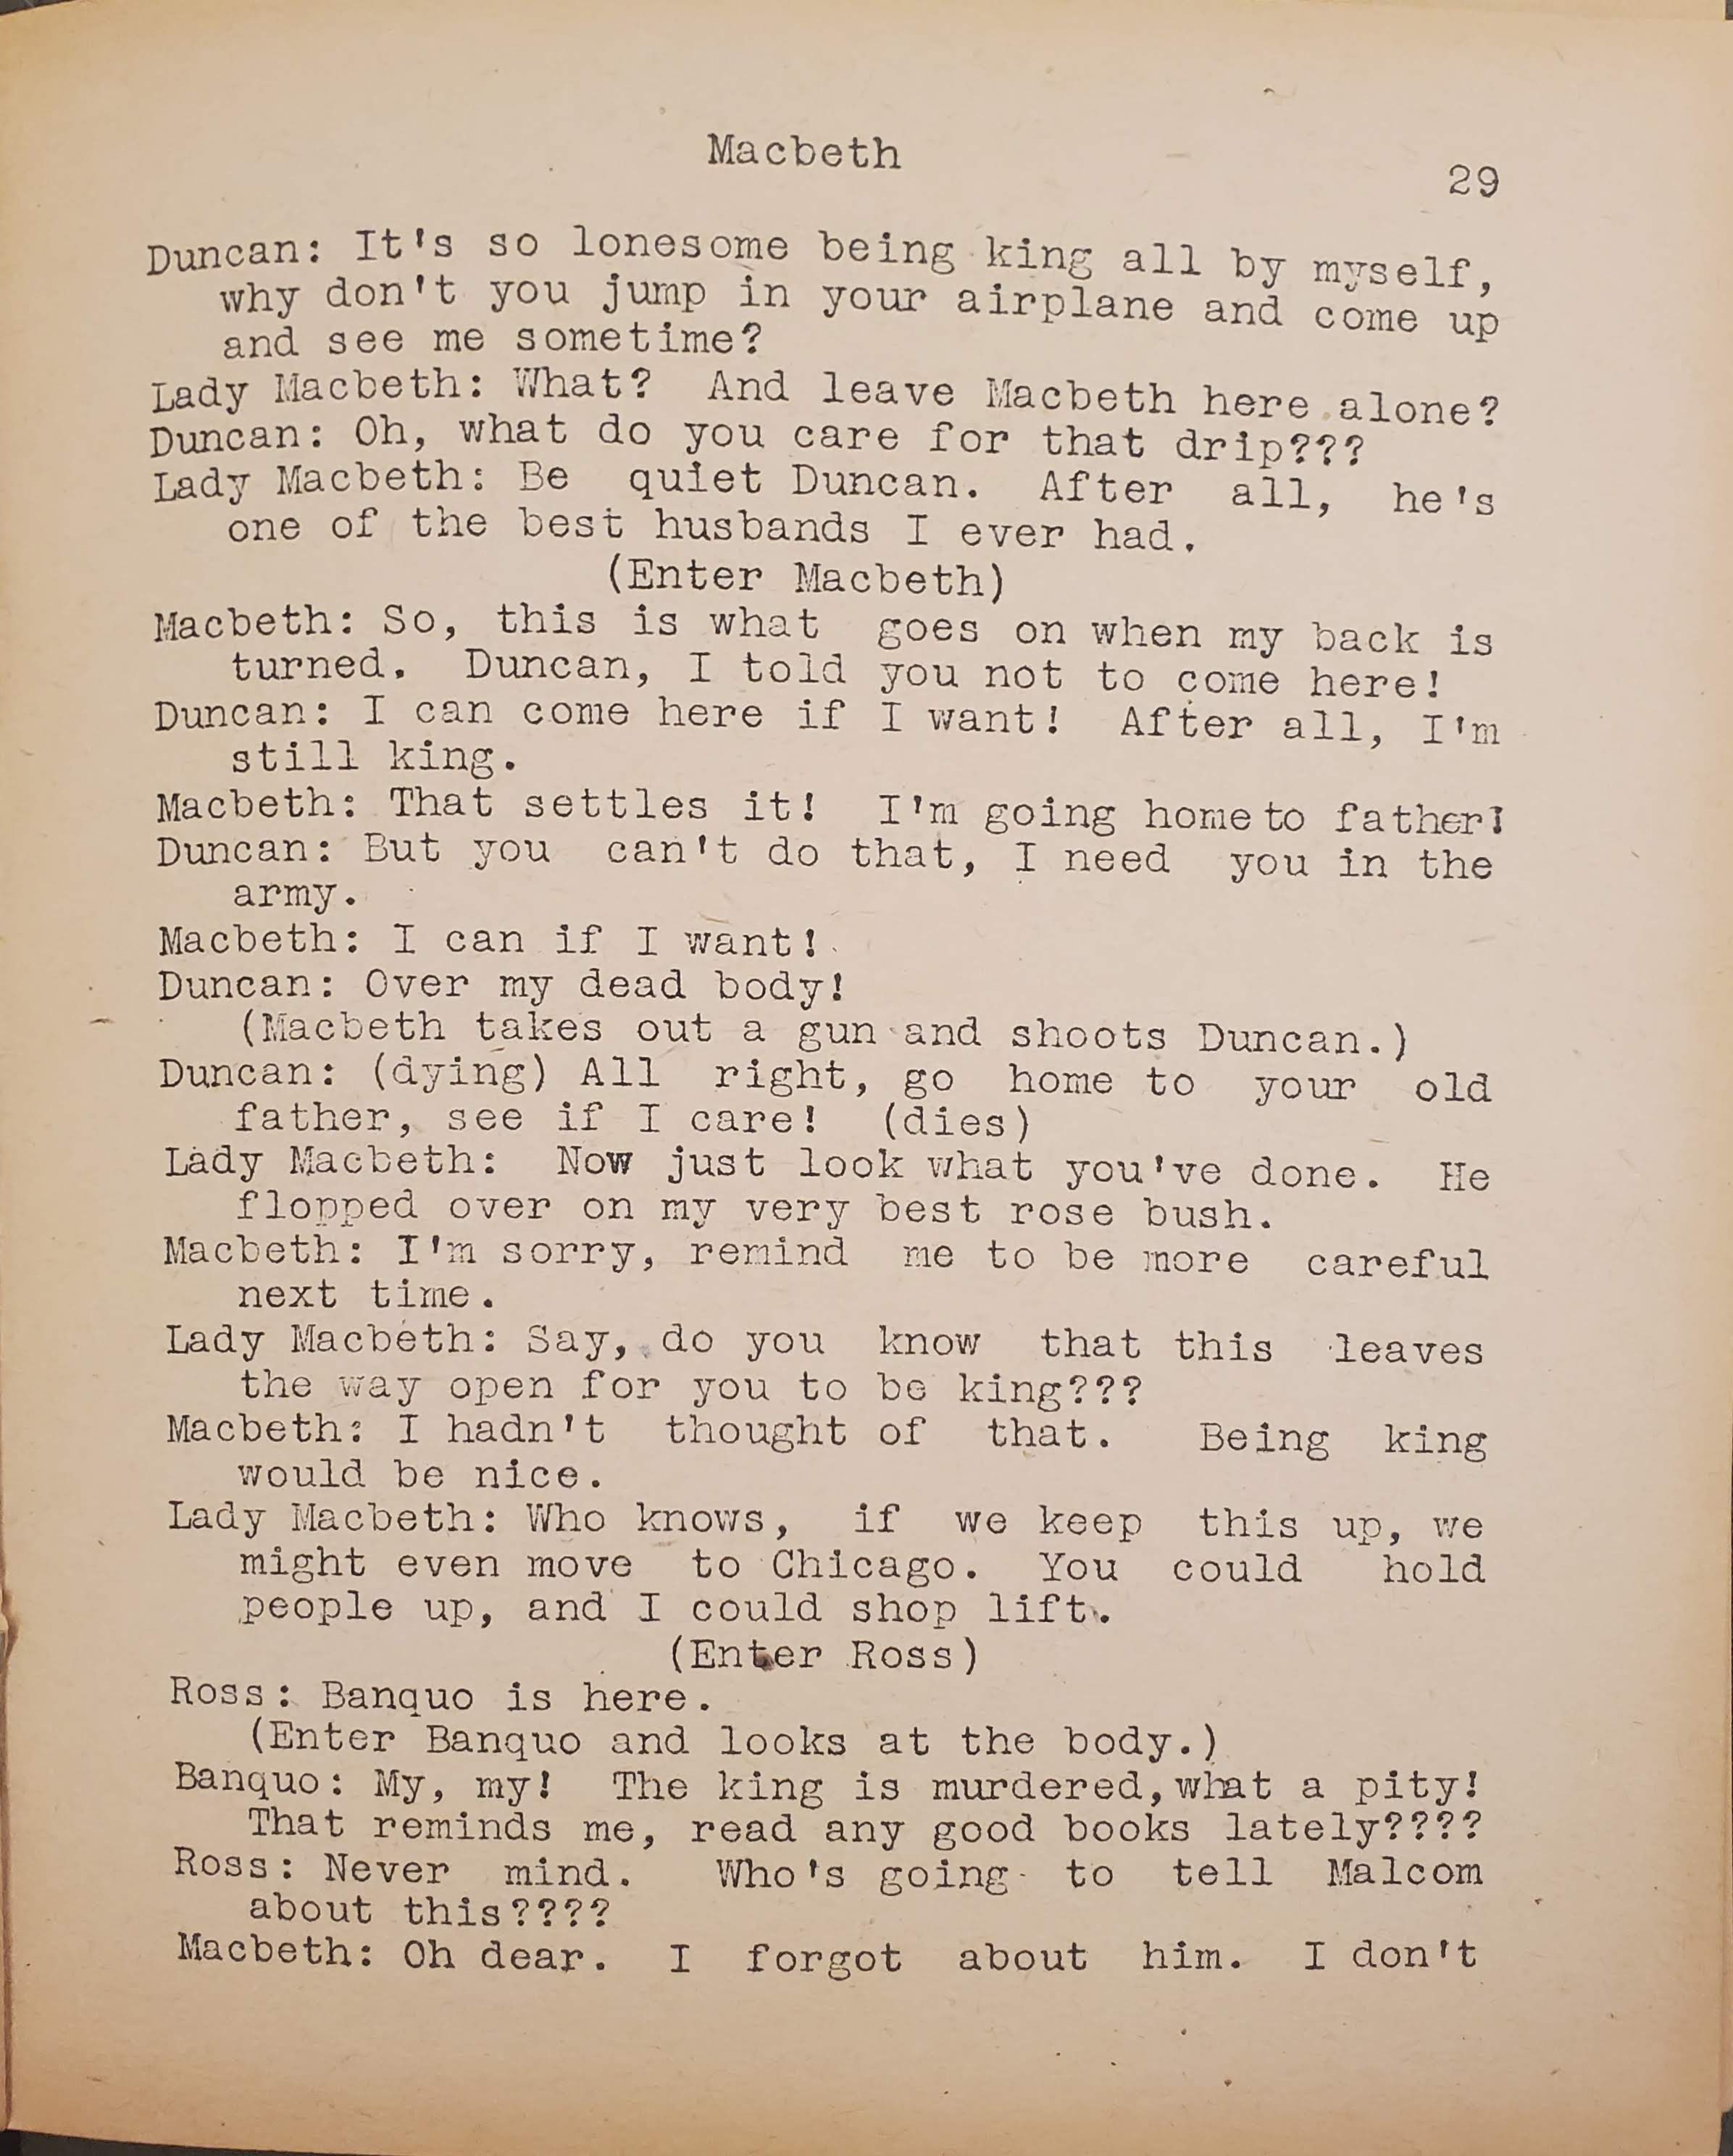 Macbeth
29
Duncan: It's so lonesome being king all by myself,
why don't you jump in your airplane and come up
and see me sometime?
Lady Macbeth: What? And leave Macbeth here alone?
Duncan: Oh, what do you care for that drip???
Lady Macbeth: Be quiet Duncan. After all, he's
one of the best husbands I ever had.
(Enter Macbeth)
Macbeth: So, this is what goes on when my back is
turned. Duncan, I told you not to come here!
Duncan: I can come here if I want! After all, I'm
still king.
Macbeth: That settles it! I'm going home to father!
Duncan: But you can't do that, I need you in the
army.
Macbeth: I can if I want!
Duncan: Over my dead body!
(Macbeth takes out a gun and shoots Duncan.)
Duncan: (dying) All right, go home to your old
father, see if I care! (dies)
Lady Macbeth: Now just look what you've done. He
flopped over on my very best rose bush.
Macbeth: I'm sorry, remind me to be more careful
next time.
Lady Macbeth: Say, do you know that this leaves
the way open for you to be king???
Macbeth: I hadn't thought of that. Being king
would be nice.
Lady Macbeth: Who knows, if we keep this up, we
might even move to Chicago. You could hold
people up, and I could shop lift.
(Enter Ross)
Ross: Banquo is here.
(Enter Banquo and looks at the body.)
Banquo: My, my! The king is murdered, what a pity!
That reminds me, read any good books lately????
Ross: Never mind. Who's going to tell Malcom
about this????
Macbeth: Oh dear. I forgot about him. I don't